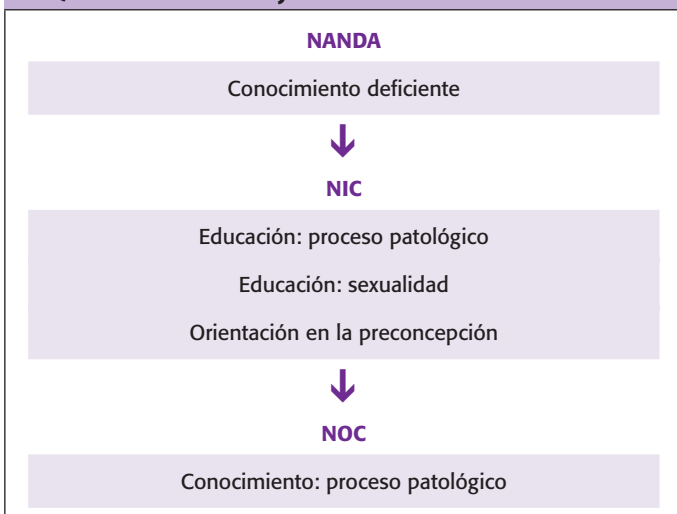 NANDA
Conocimiento deficiente
NIC
Educación: proceso patológico
Educación: sexualidad
Orientación en la preconcepción
NOC
Conocimiento: proceso patológico